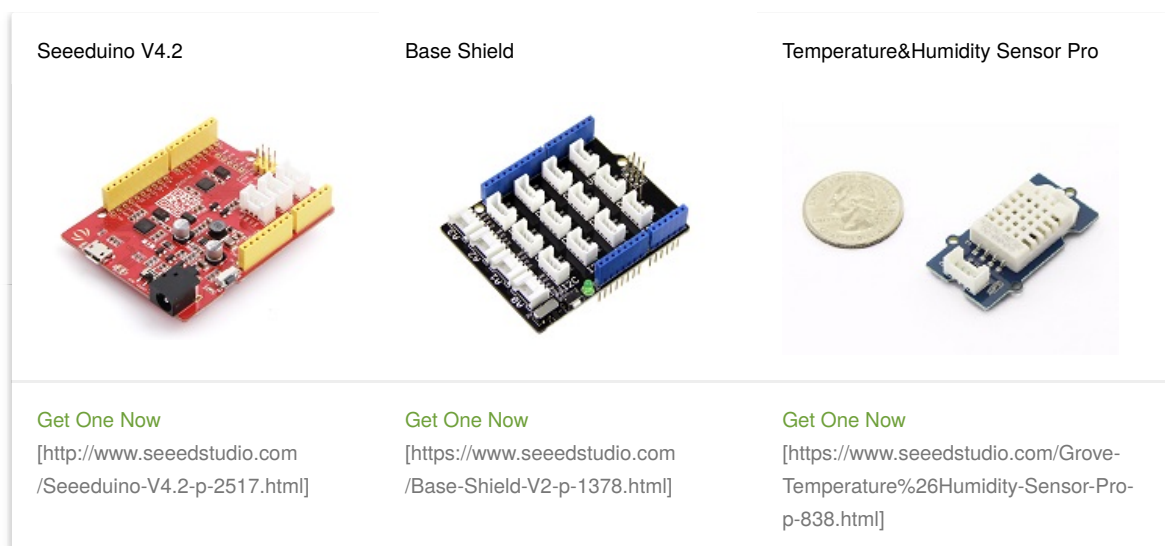 Seeeduino V4.2
Base Shield
Temperature&Humidity Sensor Pro
Get One Now
[http://www.seeedstudio.com
/Seeeduino-V4.2-p-2517.html]
Get One Now
[https://www.seeedstudio.com
/Base-Shield-V2-p-1378.html]
Get One Now
[https://www.seeedstudio.com/Grove-
Temperature%26Humidity-Sensor-Pro-
p-838.html]